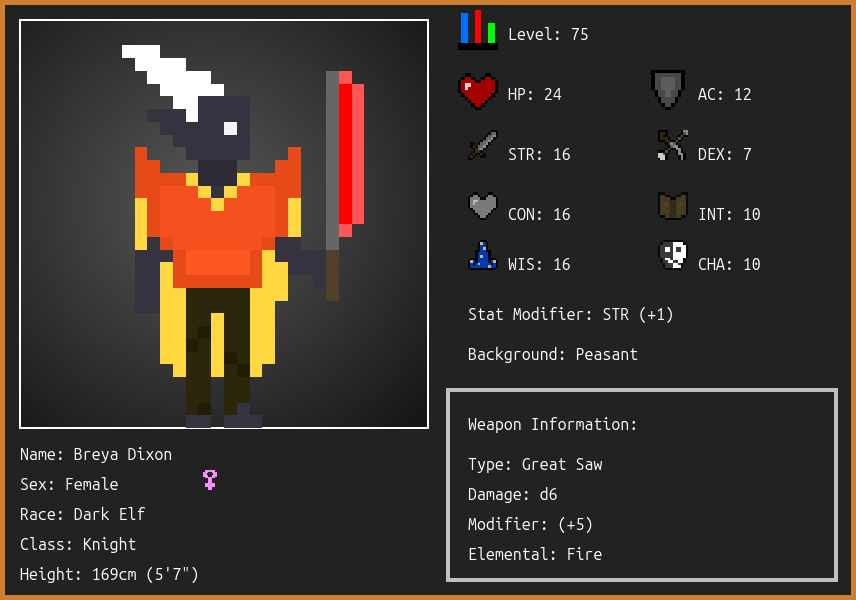 Level: 75
HP: 24
AC: 12
STR: 16
DEX: 7
CON: 16
INT: 10
WIS: 16
CHA: 10
Stat Modifier: STR (+1)
Background: Peasant
Weapon Information:
Type: Great Saw
Damage: d6
Modifier: (+5)
Elemental: Fire
Name: Breya Dixon
Sex: Female
Race: Dark Elf
Class: Knight
Height: 169cm (5'7")